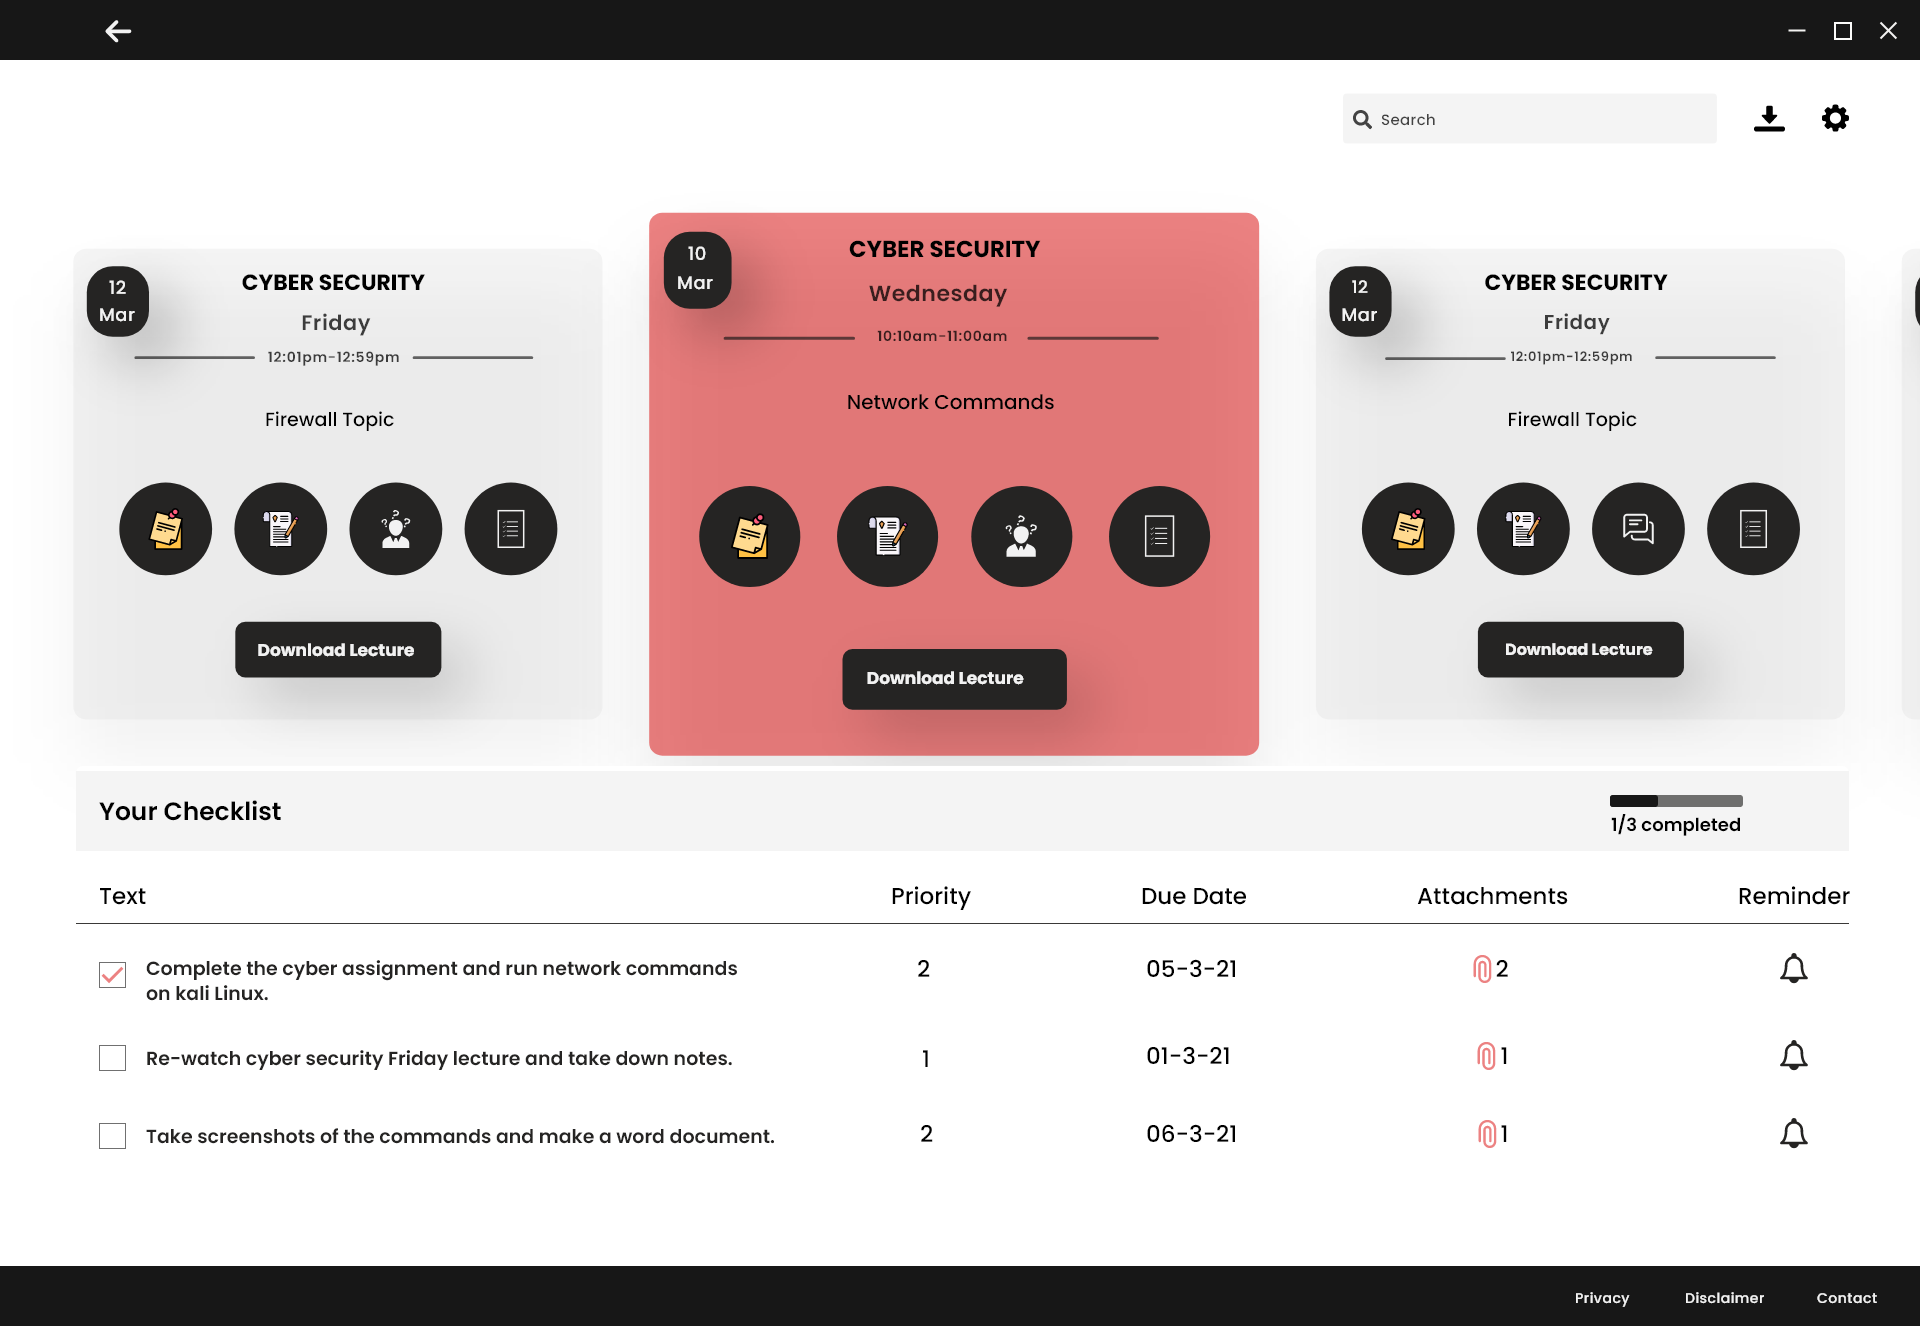 Search
12
Mar
CYBER SECURITY
Friday
12:01pm-12:59pm
Firewall Topic
Download Lecture
10
Mar
CYBER SECURITY
Wednesday
10:10am-11:00am
Network Commands
Download Lecture
12
Mar
CYBER SECURITY
Friday
12:01pm-12:59pm
Firewall Topic
Download Lecture
Your Checklist
1/3 completed
Text Priority Due Date Attachments Reminder
Complete the cyber assignment and run network commands
on kali Linux.
2 05-3-21 2
Re-watch cyber security Friday lecture and take down notes. 1 01-3-21 1
Take screenshots of the commands and make a word document. 2 06-3-21 1
Privacy Disclaimer Contact